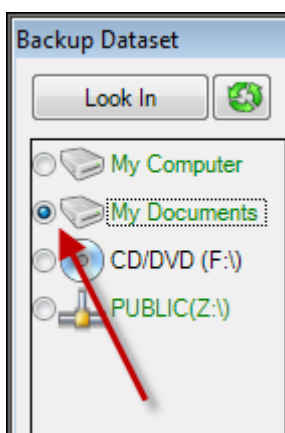 Backup Dataset
Look In
My Computer
My Documents
CD/DVD (F:\)
PUBLIC(Z:\)